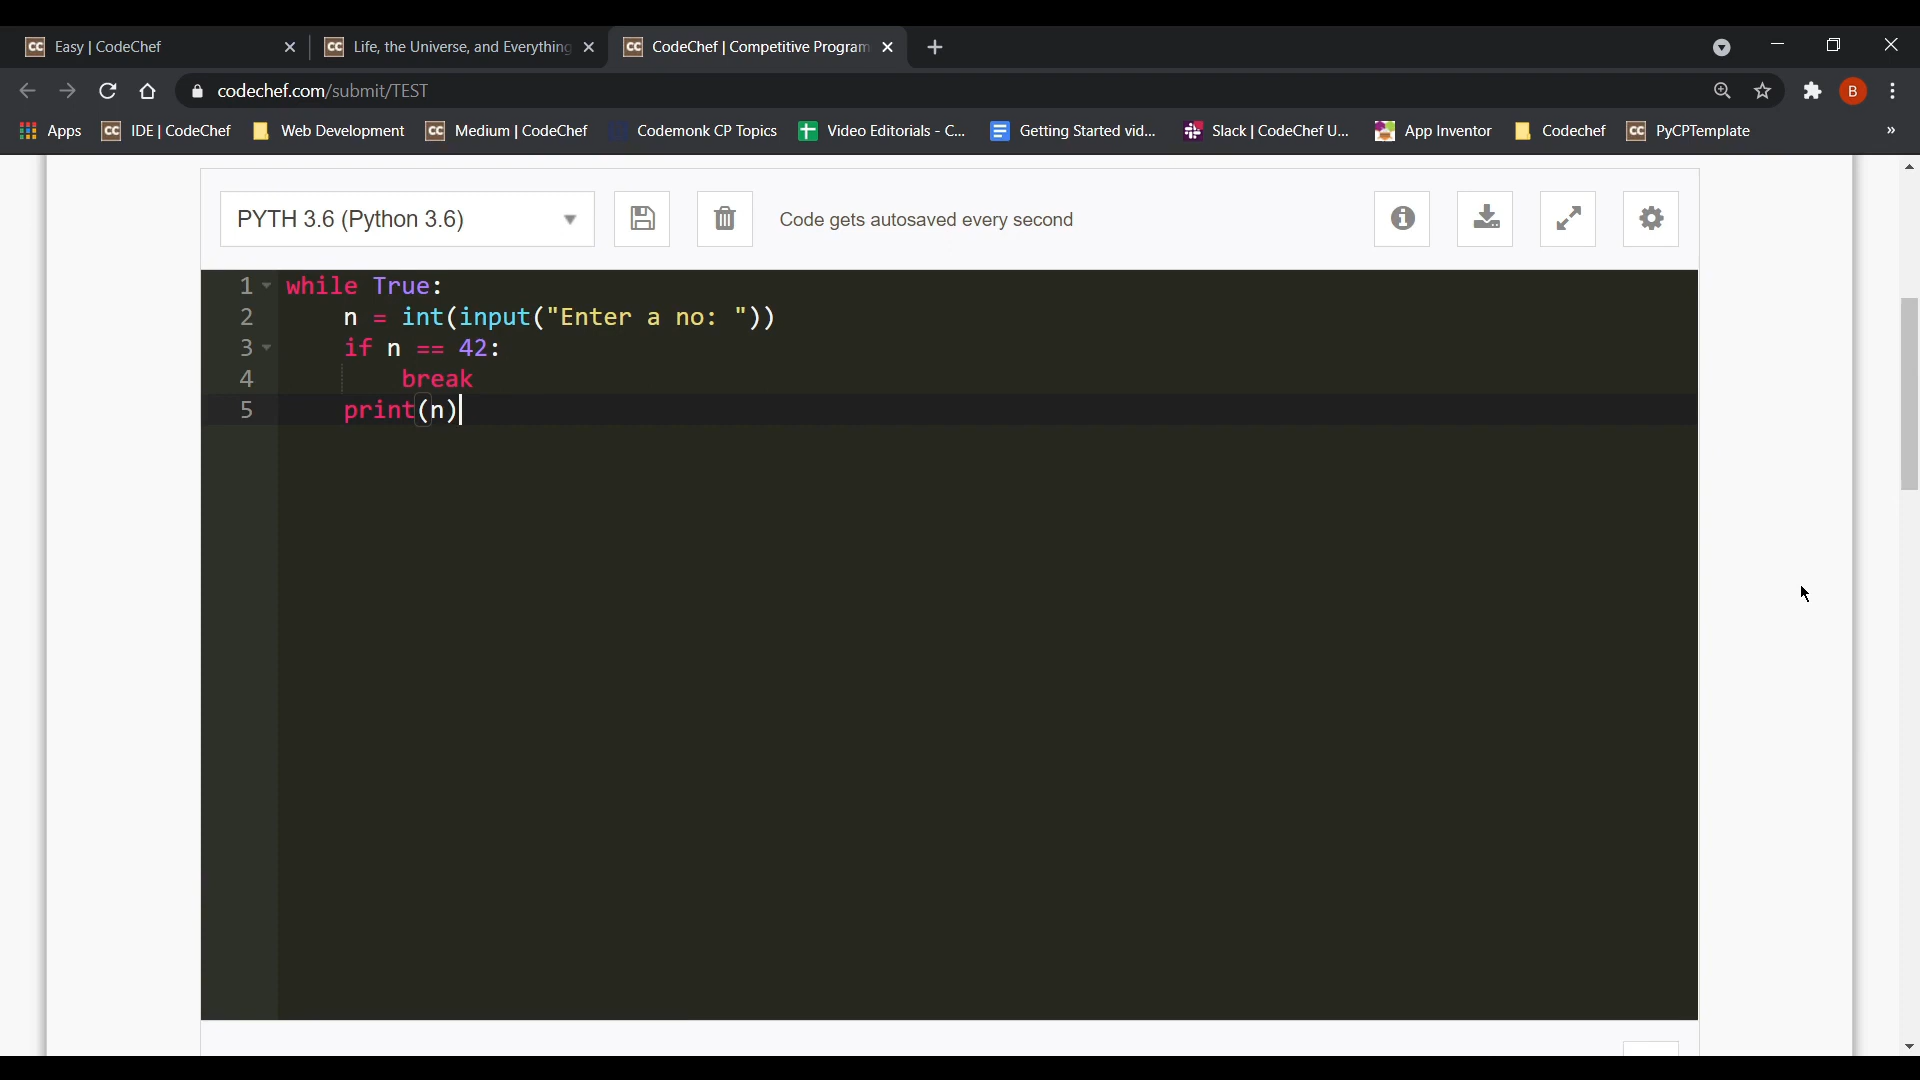 Easy | CodeChef
Life, the Universe, and Everything
CodeChef | Competitive Program
codechef.com/submit/TEST
B
Apps
IDE | CodeChef
Web Development
Medium | CodeChef
Codemonk CP Topics
Video Editorials - C...
Getting Started vid...
Slack | CodeChef U...
App Inventor
Codechef
PyCPTemplate
»
PYTH 3.6 (Python 3.6)
Code gets autosaved every second
1 while True:
2     n = int(input("Enter a no: "))
3     if n == 42:
4         break
5     print(n)